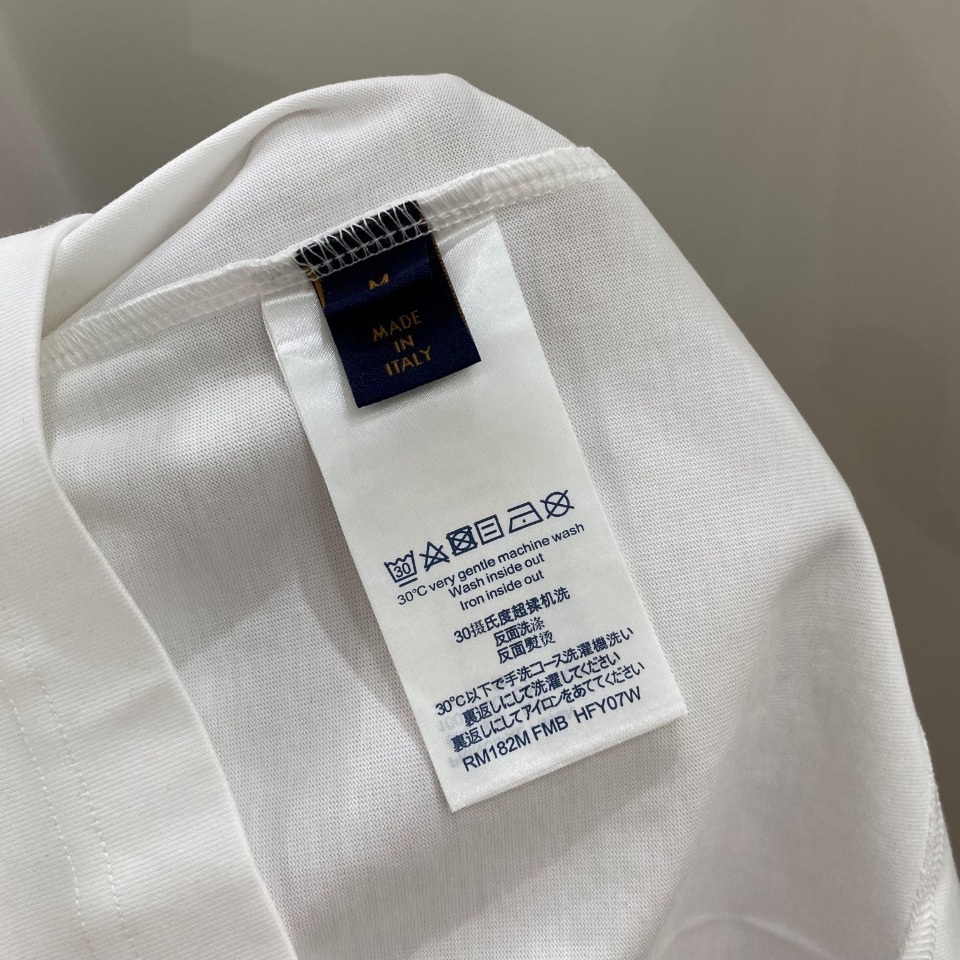 M
MADE
IN
ITALY
30
30°C very gentle machine wash
Wash inside out
Iron inside out
30摄氏度超揉机洗
反面洗涤
反面熨烫
30°C以下で手洗コース洗濯機洗い
裏返しにして洗濯してください
裏返しにしてアイロンをあててください
RM182M FMB HFY07W